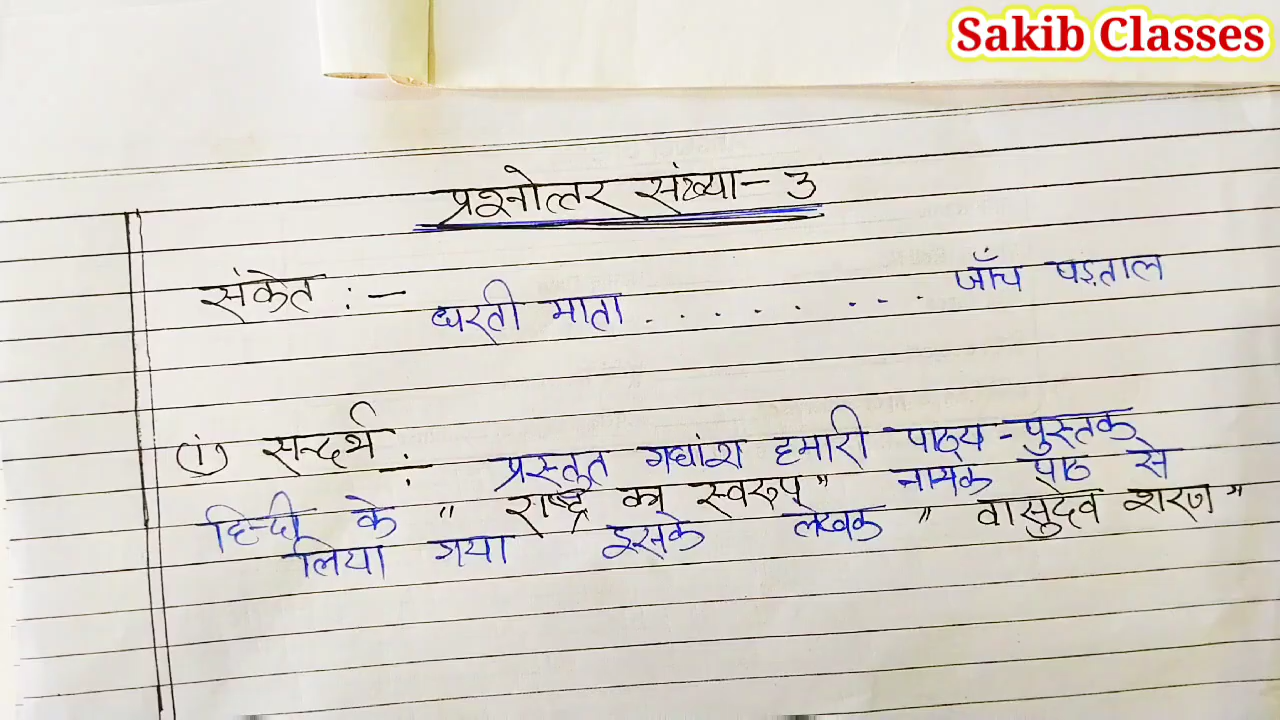 Sakib Classes
प्रश्नोत्तर संख्या- 3
संकेत :- धरती माता . . . . . . . . जाँच पड़ताल
(i) सन्दर्भ :- प्रस्तुत गद्यांश हमारी पाठ्य-पुस्तक
हिन्दी के " राष्ट्र का स्वरूप " नामक पाठ से
लिया गया इसके लेखक " वासुदेव शरण "